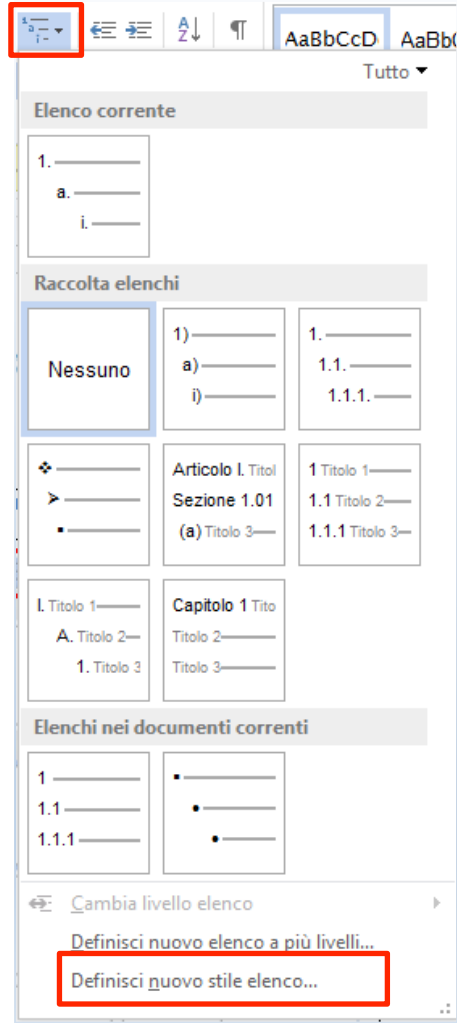 AaBbCcD AaBb
Tutto
Elenco corrente
1.
a.
i.
Raccolta elenchi
Nessuno
1)
a)
i)
1.
1.1.
1.1.1.
Articolo I. Titol
Sezione 1.01
(a) Titolo 3
1 Titolo 1
1.1 Titolo 2
1.1.1 Titolo 3
I. Titolo 1
A. Titolo 2
1. Titolo 3
Capitolo 1 Tito
Titolo 2
Titolo 3
Elenchi nei documenti correnti
1
1.1
1.1.1
Cambia livello elenco
Definisci nuovo elenco a più livelli...
Definisci nuovo stile elenco...